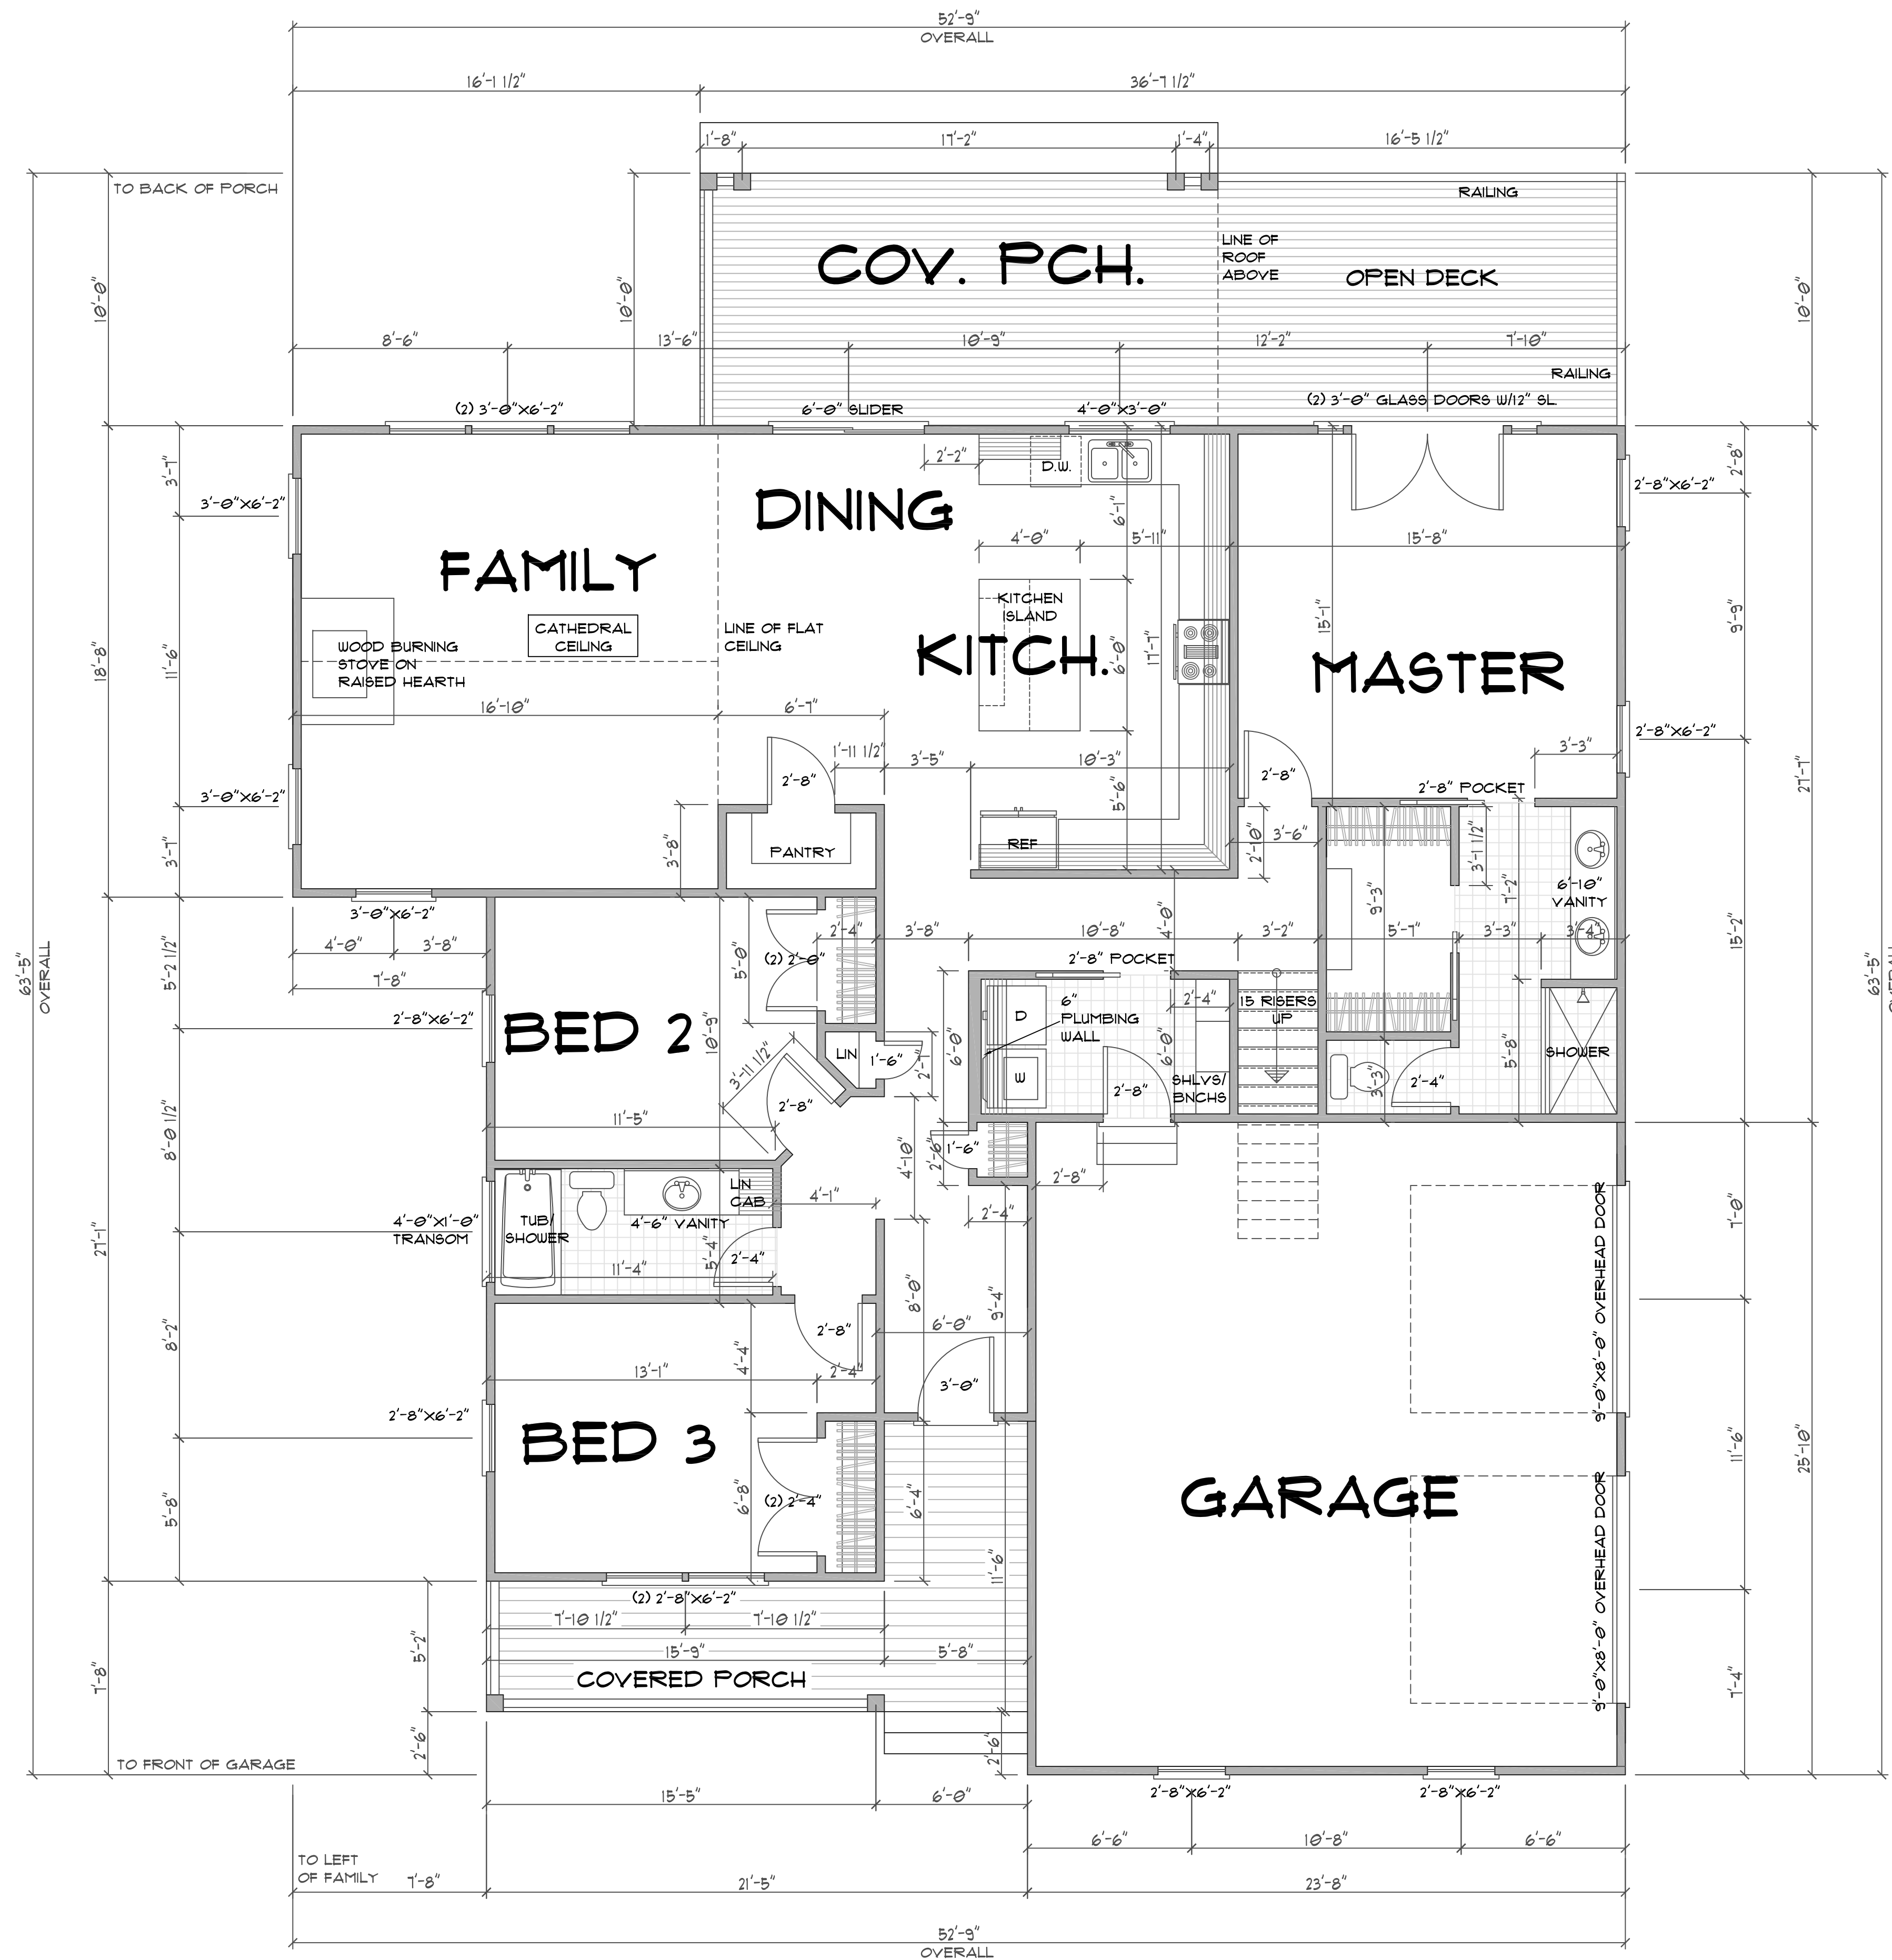 52'-9"
OVERALL
16'-1 1/2"
36'-7 1/2"
1'-8"
17'-2"
1'-4"
16'-5 1/2"
TO BACK OF PORCH
RAILING
COV. PCH.
LINE OF
ROOF
ABOVE
OPEN DECK
10'-0"
10'-0"
10'-0"
8'-6"
13'-6"
10'-9"
12'-2"
7'-10"
RAILING
(2) 3'-0"X6'-2"
6'-0" SLIDER
4'-0"X3'-0"
(2) 3'-0" GLASS DOORS W/12" SL.
3'-7"
2'-2"
D.W.
2'-8"
3'-0"X6'-2"
2'-8"X6'-2"
DINING
6'-1"
4'-0"
5'-11"
15'-8"
FAMILY
KITCHEN
ISLAND
CATHEDRAL
CEILING
LINE OF FLAT
CEILING
15'-1"
9'-9"
WOOD BURNING
STOVE ON
RAISED HEARTH
KITCH.
6'-0"
17'-7"
MASTER
18'-8"
11'-6"
16'-10"
6'-7"
2'-8"X6'-2"
1'-11 1/2"
3'-5"
10'-3"
3'-3"
2'-8"
2'-8"
2'-8" POCKET
3'-0"X6'-2"
5'-6"
27'-7"
3'-7"
3'-8"
PANTRY
REF
2'-10"
3'-6"
3'-1 1/2"
7'-2"
9'-3"
6'-10"
VANITY
3'-0"X6'-2"
4'-0"
3'-8"
7'-8"
5'-2 1/2"
5'-0"
2'-4"
(2) 2'-0"
3'-8"
10'-8"
4'-0"
3'-2"
5'-7"
3'-3"
3'-4"
15'-2"
2'-8" POCKET
63'-5"
OVERALL
63'-5"
2'-8"X6'-2"
BED 2
10'-9"
D
6"
PLUMBING
WALL
2'-4"
15 RISERS
UP
LIN
1'-6"
2'-7"
6'-0"
6'-0"
5'-8"
SHOWER
3'-11 1/2"
W
2'-8"
SHLVS/
BNCHS
3'-3"
2'-4"
2'-8"
11'-5"
8'-0 1/2"
4'-10"
2'-6"
1'-6"
2'-8"
LIN
CAB
4'-1"
2'-4"
4'-0"X1'-0"
TRANSOM
TUB/
SHOWER
4'-6" VANITY
5'-4"
2'-4"
11'-4"
27'-1"
7'-0"
9'-0"X8'-0" OVERHEAD DOOR
8'-2"
8'-0"
9'-4"
6'-0"
2'-8"
4'-4"
13'-1"
2'-4"
3'-0"
2'-8"X6'-2"
BED 3
11'-6"
25'-10"
5'-8"
6'-8"
(2) 2'-4"
6'-4"
GARAGE
11'-6"
9'-0"X8'-0" OVERHEAD DOOR
(2) 2'-8"X6'-2"
7'-10 1/2"
7'-10 1/2"
5'-2"
15'-9"
5'-8"
COVERED PORCH
7'-8"
7'-4"
2'-6"
2'-6"
TO FRONT OF GARAGE
2'-8"X6'-2"
2'-8"X6'-2"
15'-5"
6'-0"
6'-6"
10'-8"
6'-6"
TO LEFT
OF FAMILY
7'-8"
21'-5"
23'-8"
52'-9"
OVERALL